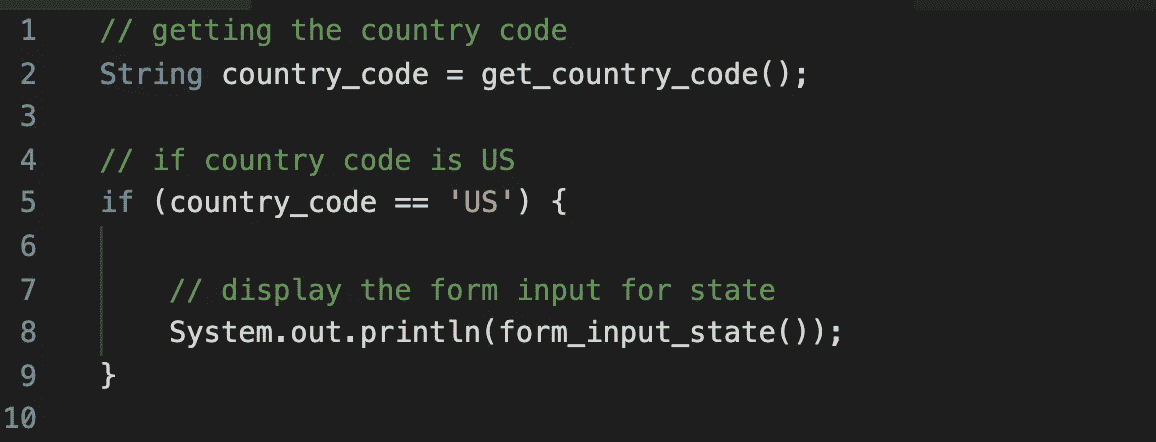 1 // getting the country code
2 String country_code = get_country_code();
3
4 // if country code is US
5 if (country_code == 'US') {
6
7 // display the form input for state
8 System.out.println(form_input_state());
9 }
10